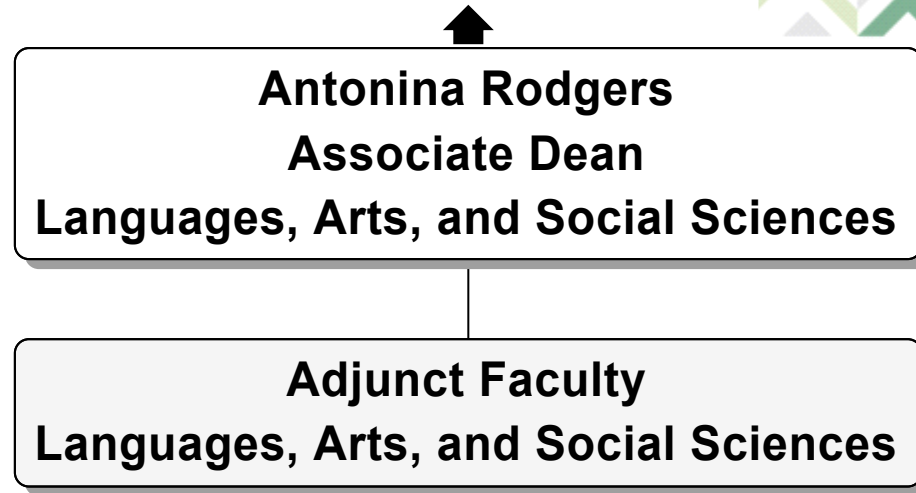 Antonina Rodgers
Associate Dean
Languages, Arts, and Social Sciences
Adjunct Faculty
Languages, Arts, and Social Sciences